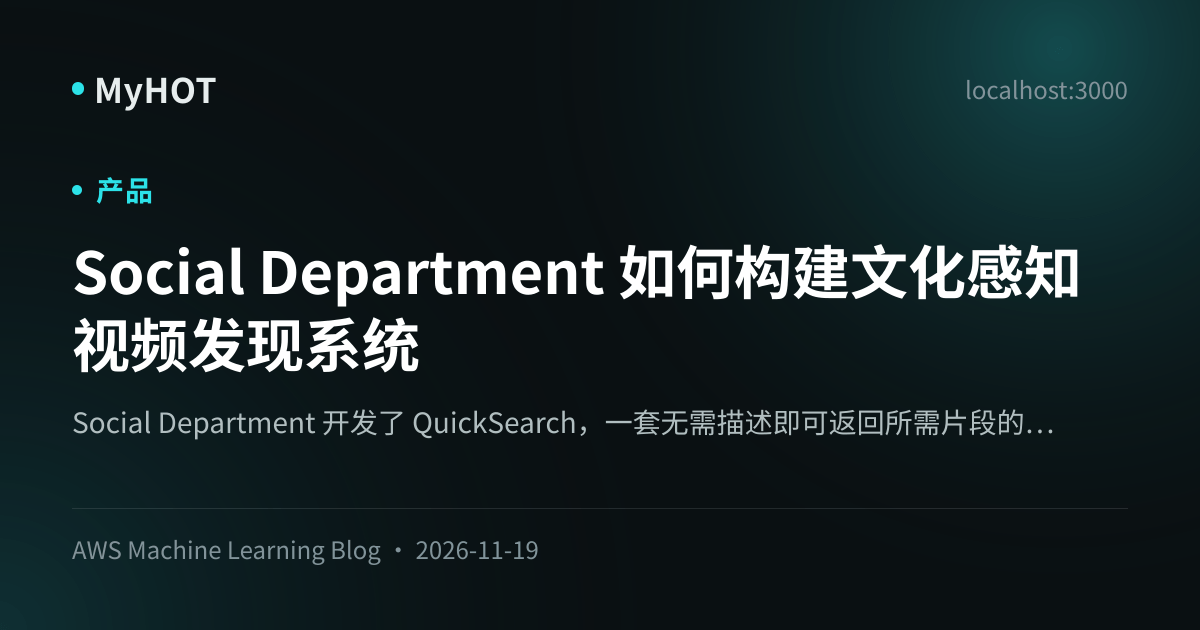 MyHOT
localhost:3000
产品
Social Department 如何构建文化感知
视频发现系统
Social Department 开发了 QuickSearch，一套无需描述即可返回所需片段的…
AWS Machine Learning Blog • 2026-11-19